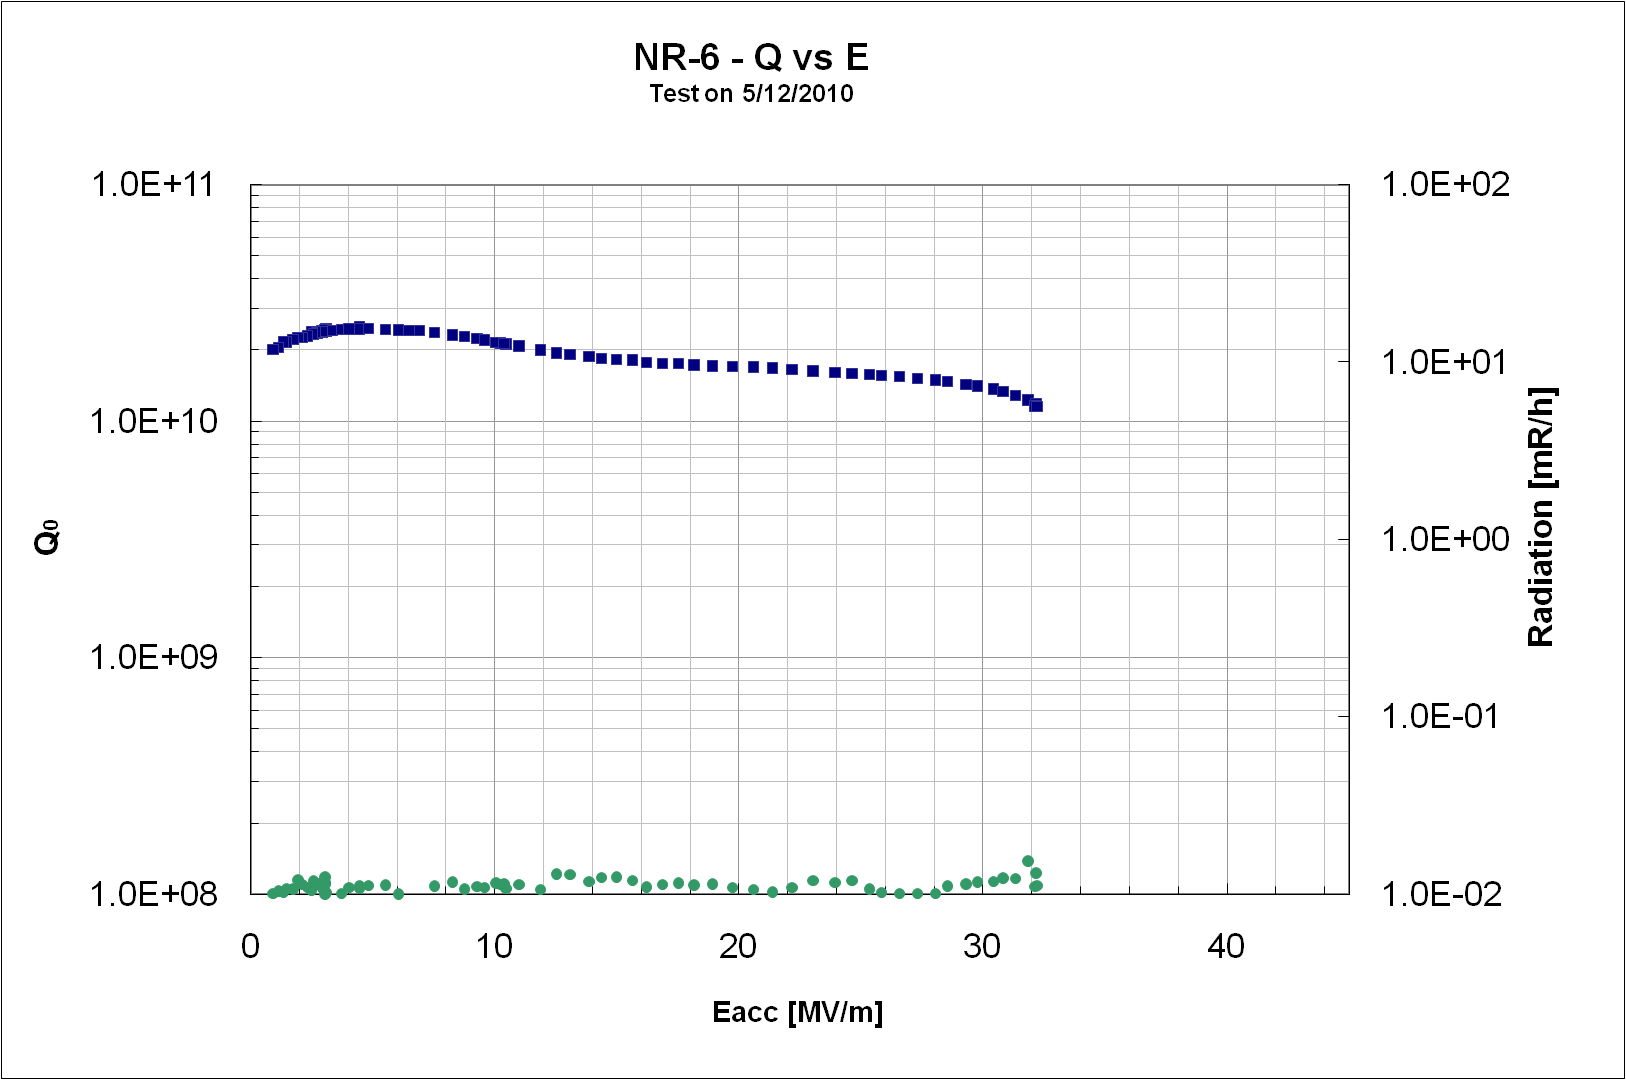 NR-6 - Q vs E
Test on 5/12/2010
1.0E+11
1.0E+10
1.0E+09
1.0E+08
Q0
1.0E+02
1.0E+01
1.0E+00
1.0E-01
1.0E-02
Radiation [mR/h]
0 10 20 30 40
Eacc [MV/m]